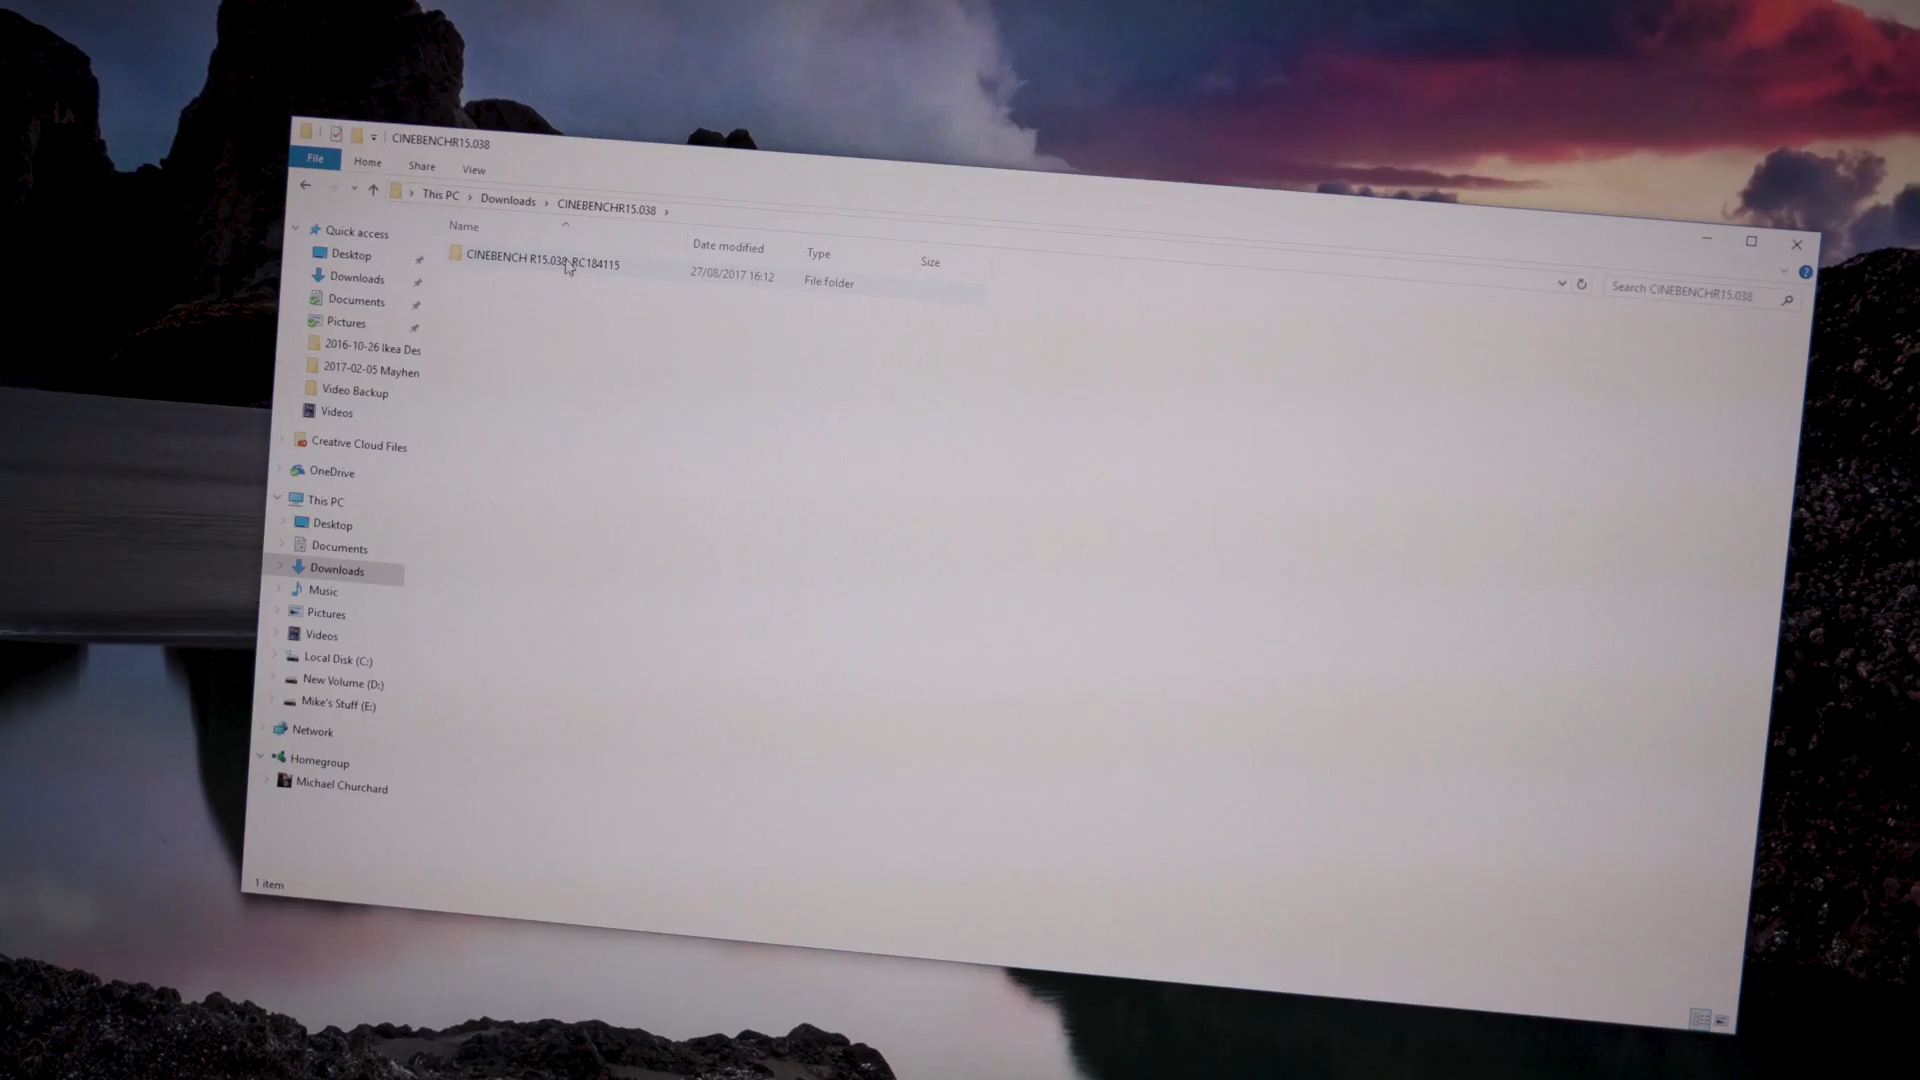 CINEBENCHR15.038
File Home Share View
This PC > Downloads > CINEBENCHR15.038 >
Search CINEBENCHR15.038
Name Date modified Type Size
CINEBENCH R15.038_RC184115 27/08/2017 16:12 File folder
Quick access
Desktop
Downloads
Documents
Pictures
2016-10-26 Ikea Des
2017-02-05 Mayhen
Video Backup
Videos
Creative Cloud Files
OneDrive
This PC
Desktop
Documents
Downloads
Music
Pictures
Videos
Local Disk (C:)
New Volume (D:)
Mike's Stuff (E:)
Network
Homegroup
Michael Churchard
1 item